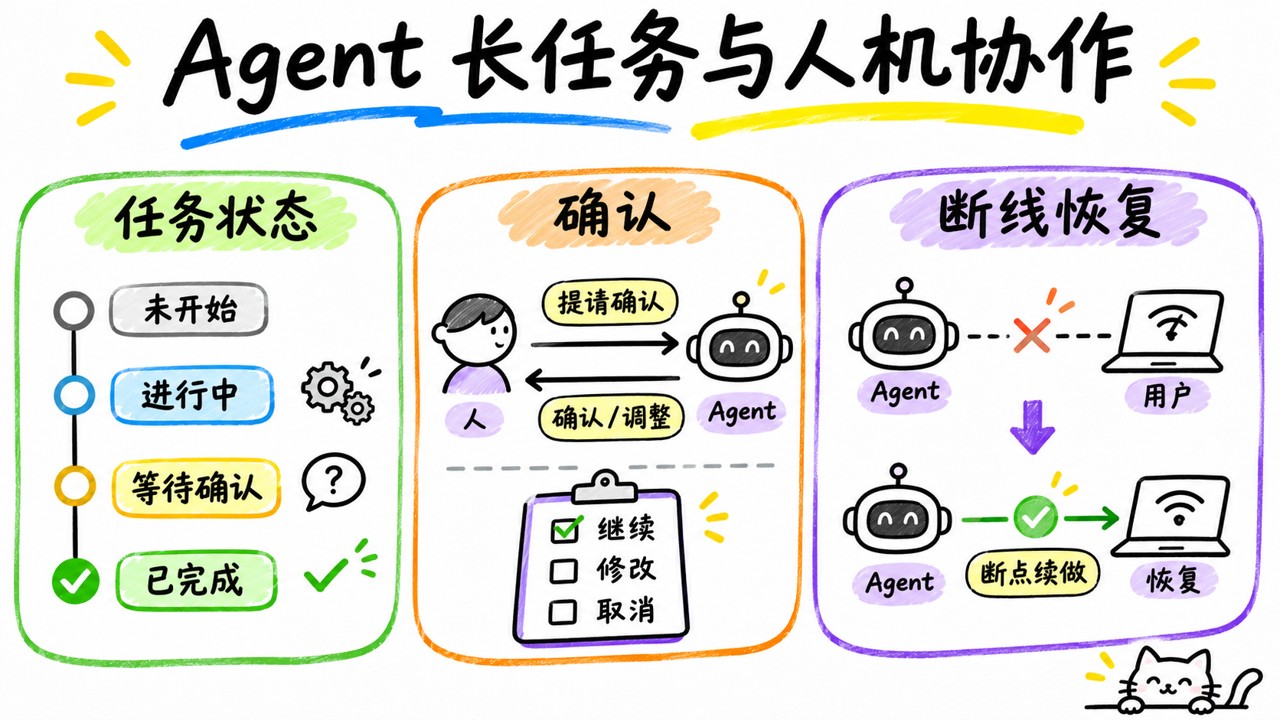 Agent 长任务与人机协作
任务状态
未开始
进行中
等待确认
?
已完成
确认
提请确认
确认/调整
人
Agent
继续
修改
取消
断线恢复
Agent
用户
Agent
断点续做
恢复